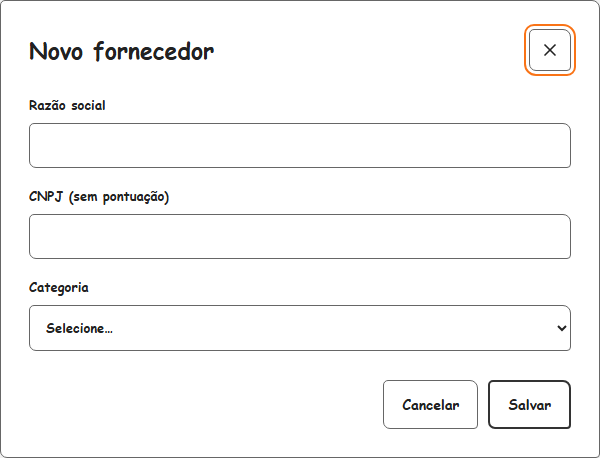 Novo fornecedor
Razão social
CNPJ (sem pontuação)
Categoria
Selecione...
Cancelar
Salvar